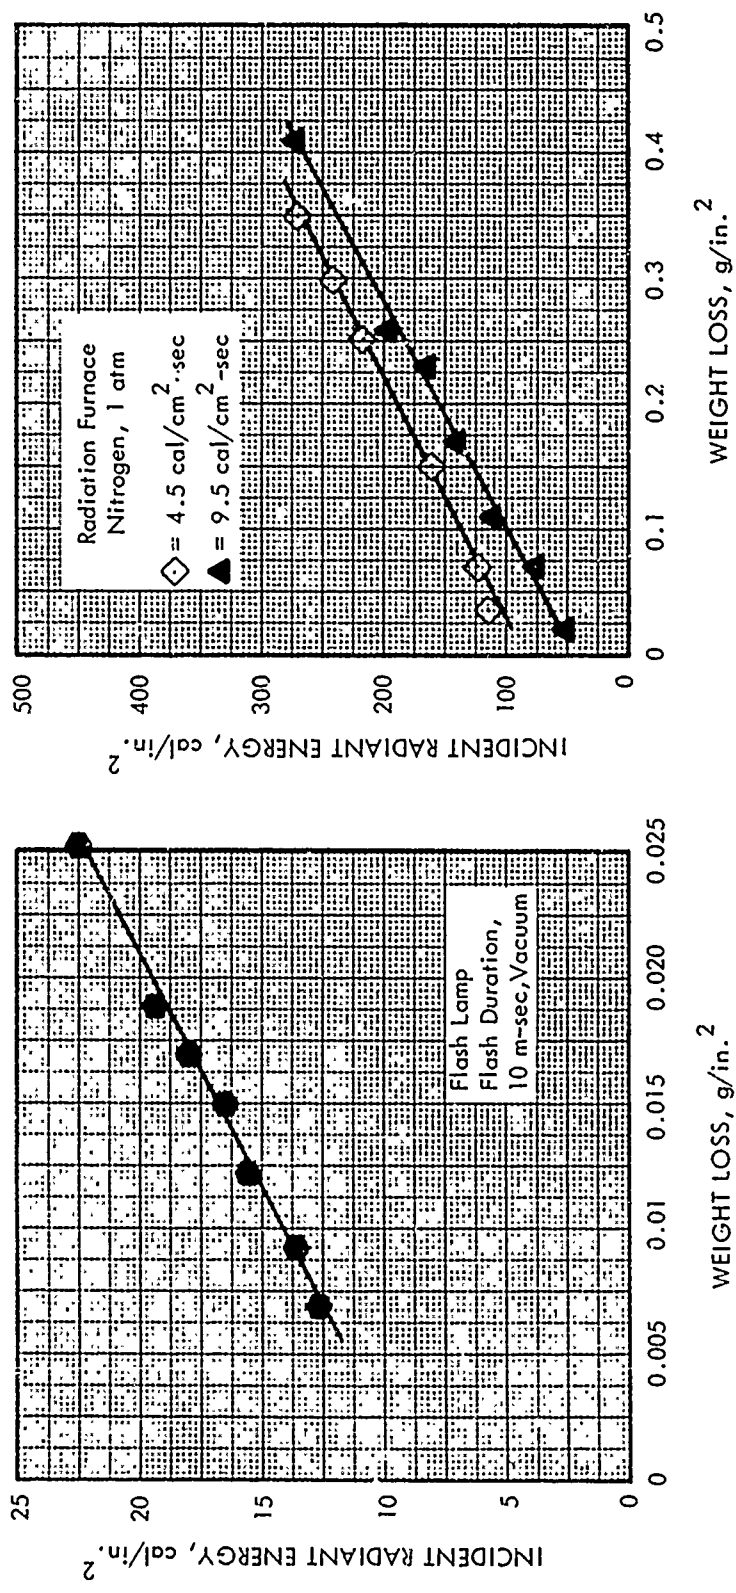 INCIDENT RADIANT ENERGY, cal/in.²
25
20
15
10
5
0
0
0.005
0.01
0.015
0.020
0.025
WEIGHT LOSS, g/in.²
Flash Lamp
Flash Duration,
10 m-sec, Vacuum
INCIDENT RADIANT ENERGY, cal/in.²
500
400
300
200
100
0
0
0.1
0.2
0.3
0.4
0.5
WEIGHT LOSS, g/in.²
Radiation Furnace
Nitrogen, 1 atm
◇ = 4.5 cal/cm²-sec
▲ = 9.5 cal/cm²-sec